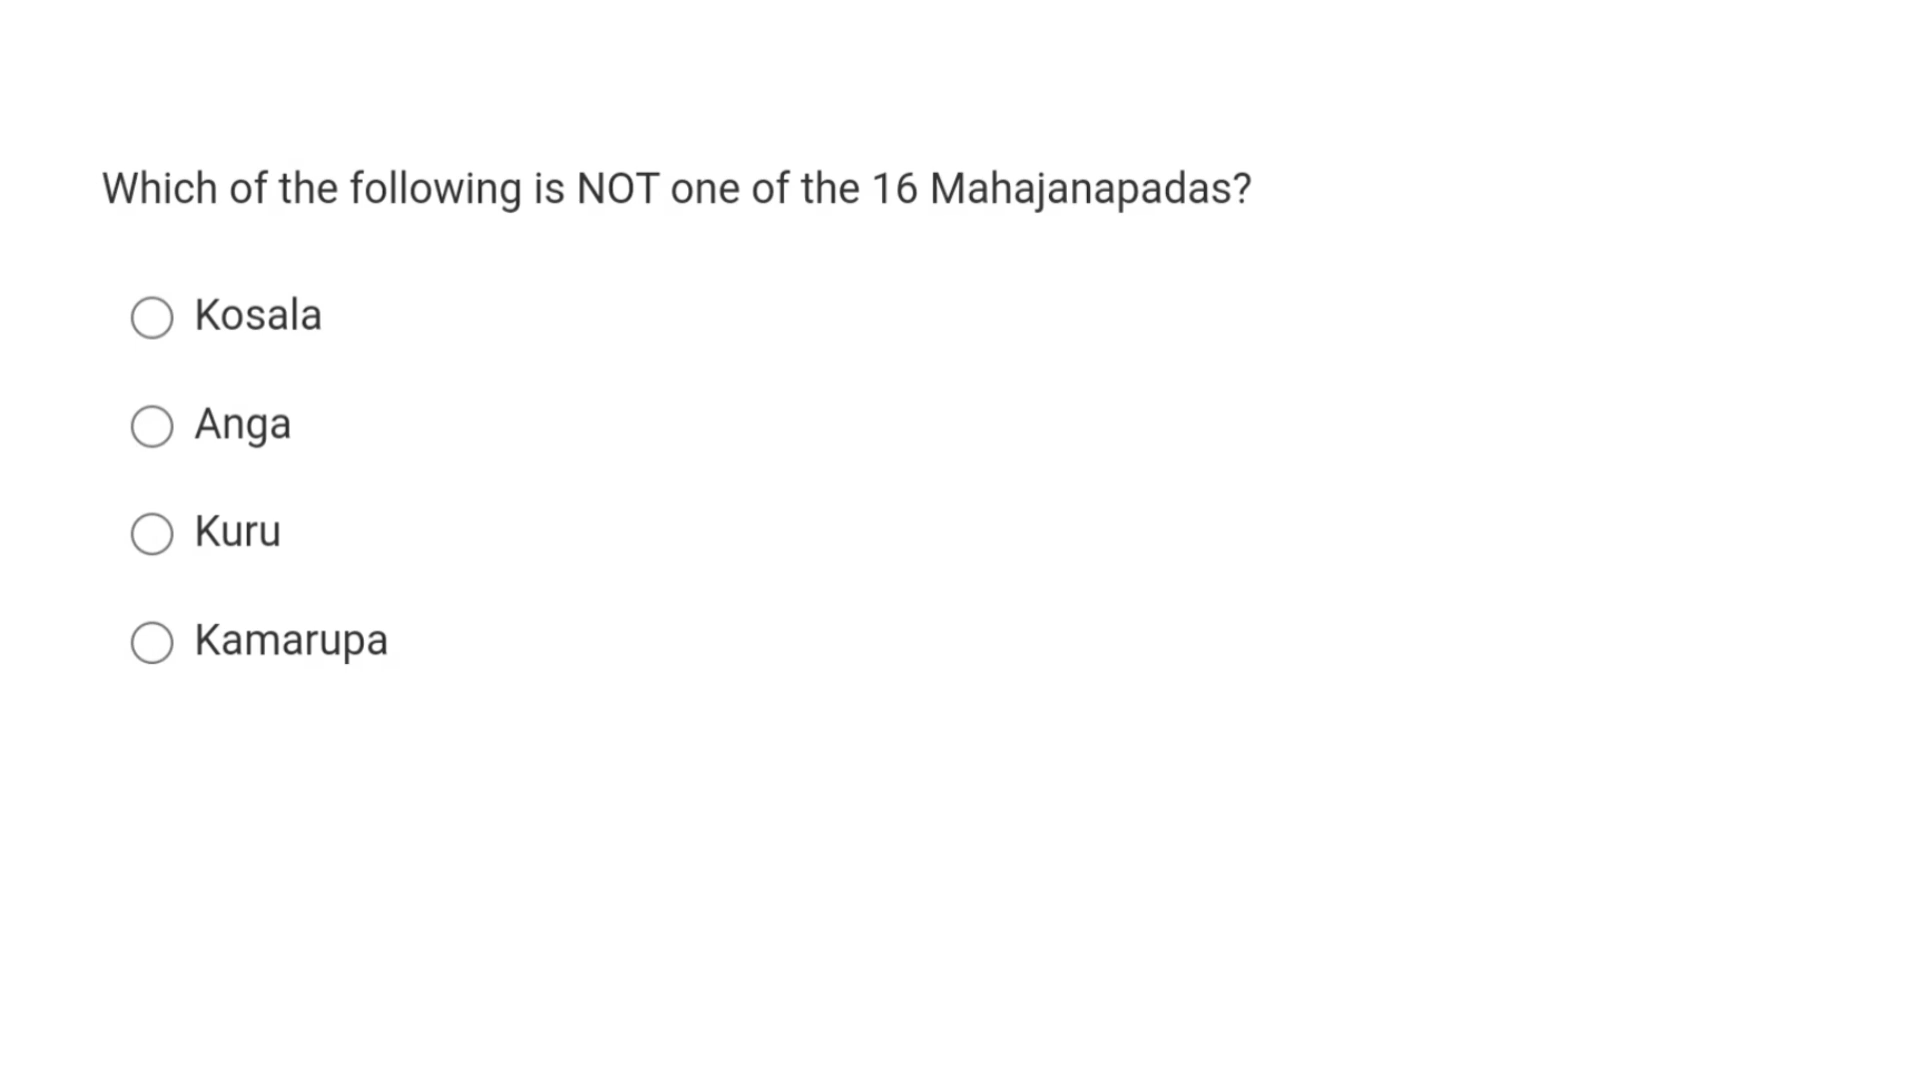 Which of the following is NOT one of the 16 Mahajanapadas?
Kosala
Anga
Kuru
Kamarupa